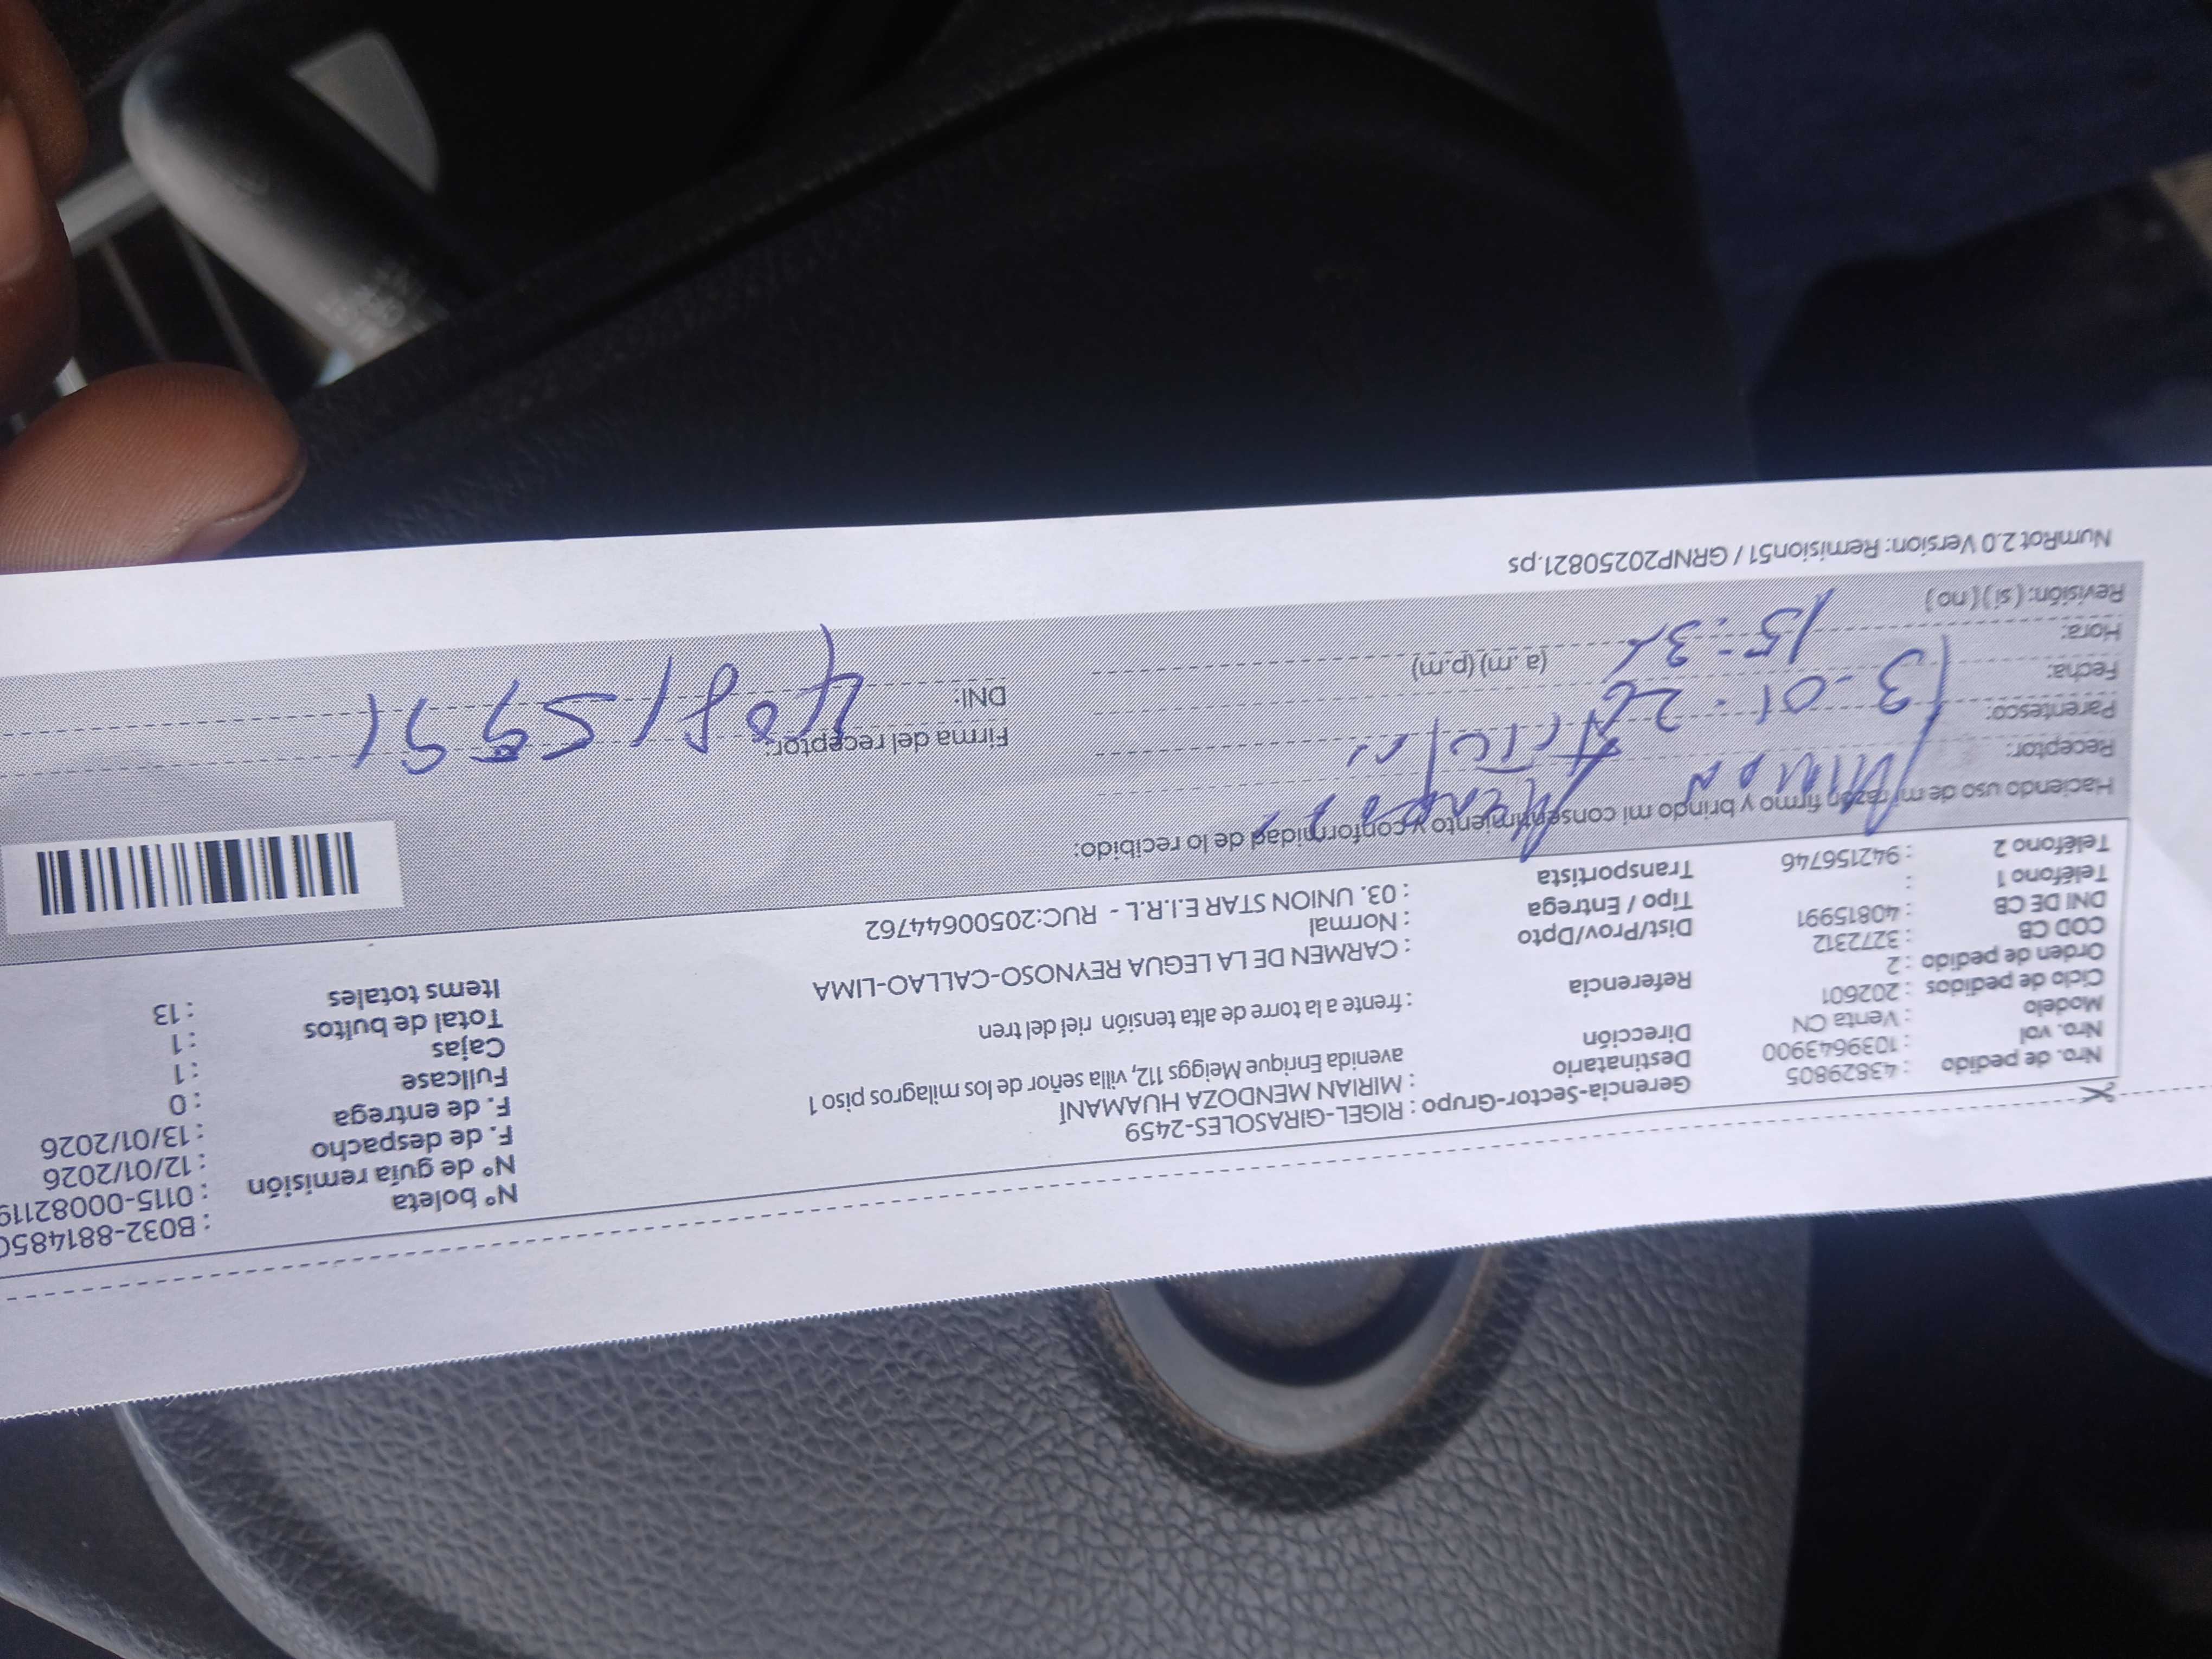 Nro. de pedido : 43829805
Nro. vol : 1039643900
Modelo : Venta CN
Ciclo de pedidos : 202601
Orden de pedido : 2
COD CB : 3272312
DNI DE CB : 40815991
Teléfono 1 :
Teléfono 2 : 942156746
Gerencia-Sector-Grupo : RIGEL-GIRASOLES-2459
Destinatario : MIRIAN MENDOZA HUAMANÍ
Dirección avenida Enrique Meiggs 112, villa señor de los milagros piso 1
Referencia : frente a la torre de alta tensión riel del tren
Dist/Prov/Dpto : CARMEN DE LA LEGUA REYNOSO-CALLAO-LIMA
Tipo / Entrega : Normal
Transportista : 03. UNION STAR E.I.R.L - RUC:20500644762
N° boleta : B032-881485
N° de guía remisión : 0115-00082119
F. de despacho : 12/01/2026
F. de entrega : 13/01/2026
Fullcase : 0
Cajas : 1
Total de bultos : 1
Items totales : 13
Haciendo uso de mi razón firmo y brindo mi consentimiento y conformidad de lo recibido:
Receptor: Mirian Mendoza
Parentesco:
Fecha: 13-01-26
Hora: (a.m) (p.m)
Revisión: (si) (no)
Firma del receptor:
DNI: 40815991
NumRot 2.0 Version: Remision51 / GRNP20250821.ps